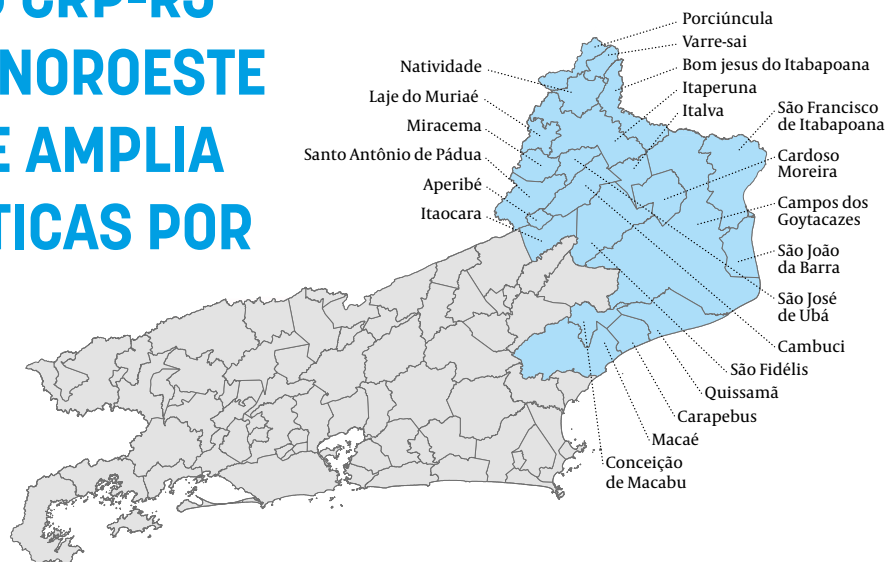 CRP-RJ
NOROESTE
E AMPLIA
TICAS POR
Porciúncula
Varre-sai
Bom jesus do Itabapoana
Itaperuna
Italva
São Francisco
de Itabapoana
Cardoso
Moreira
Campos dos
Goytacazes
São João
da Barra
São José
de Ubá
Cambuci
São Fidélis
Quissamã
Carapebus
Macaé
Conceição
de Macabu
Natividade
Laje do Muriaé
Miracema
Santo Antônio de Pádua
Aperibé
Itaocara